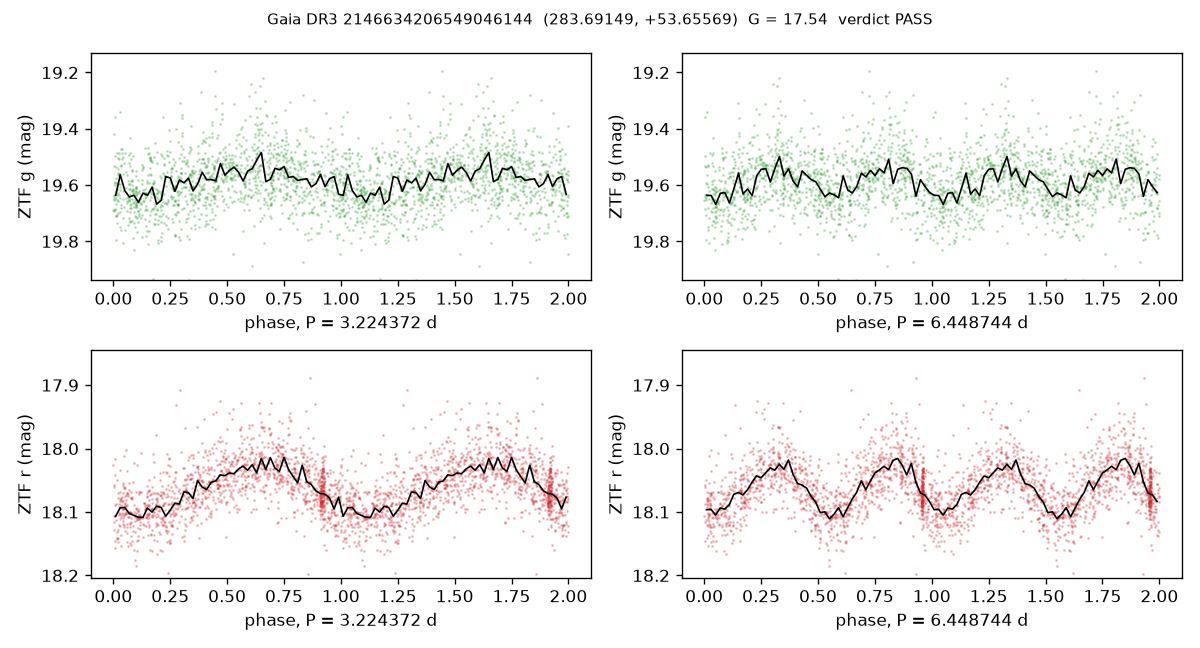 Gaia DR3 2146634206549046144 (283.69149, +53.65569) G = 17.54 verdict PASS
ZTF g (mag)
19.2
19.4
19.6
19.8
0.00 0.25 0.50 0.75 1.00 1.25 1.50 1.75 2.00
phase, P = 3.224372 d
ZTF g (mag)
19.2
19.4
19.6
19.8
0.00 0.25 0.50 0.75 1.00 1.25 1.50 1.75 2.00
phase, P = 6.448744 d
ZTF r (mag)
17.9
18.0
18.1
18.2
0.00 0.25 0.50 0.75 1.00 1.25 1.50 1.75 2.00
phase, P = 3.224372 d
ZTF r (mag)
17.9
18.0
18.1
18.2
0.00 0.25 0.50 0.75 1.00 1.25 1.50 1.75 2.00
phase, P = 6.448744 d